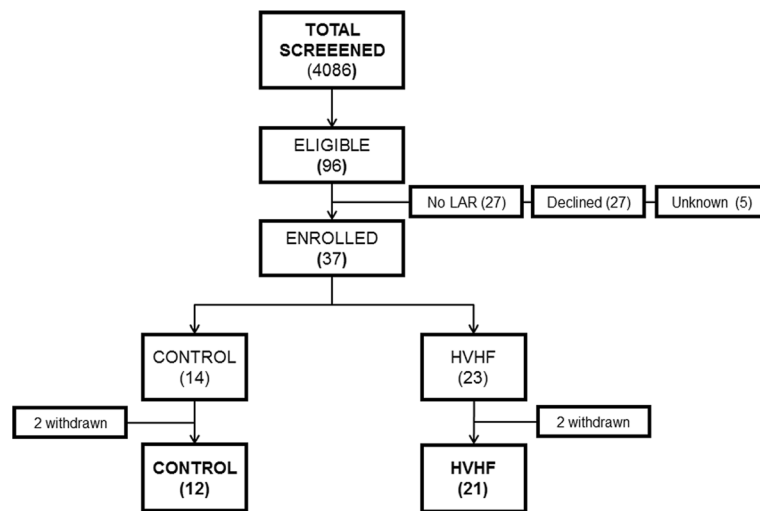 TOTAL
SCREEENED
(4086)
ELIGIBLE
(96)
No LAR (27)
Declined (27)
Unknown (5)
ENROLLED
(37)
CONTROL
(14)
HVHF
(23)
2 withdrawn
2 withdrawn
CONTROL
(12)
HVHF
(21)